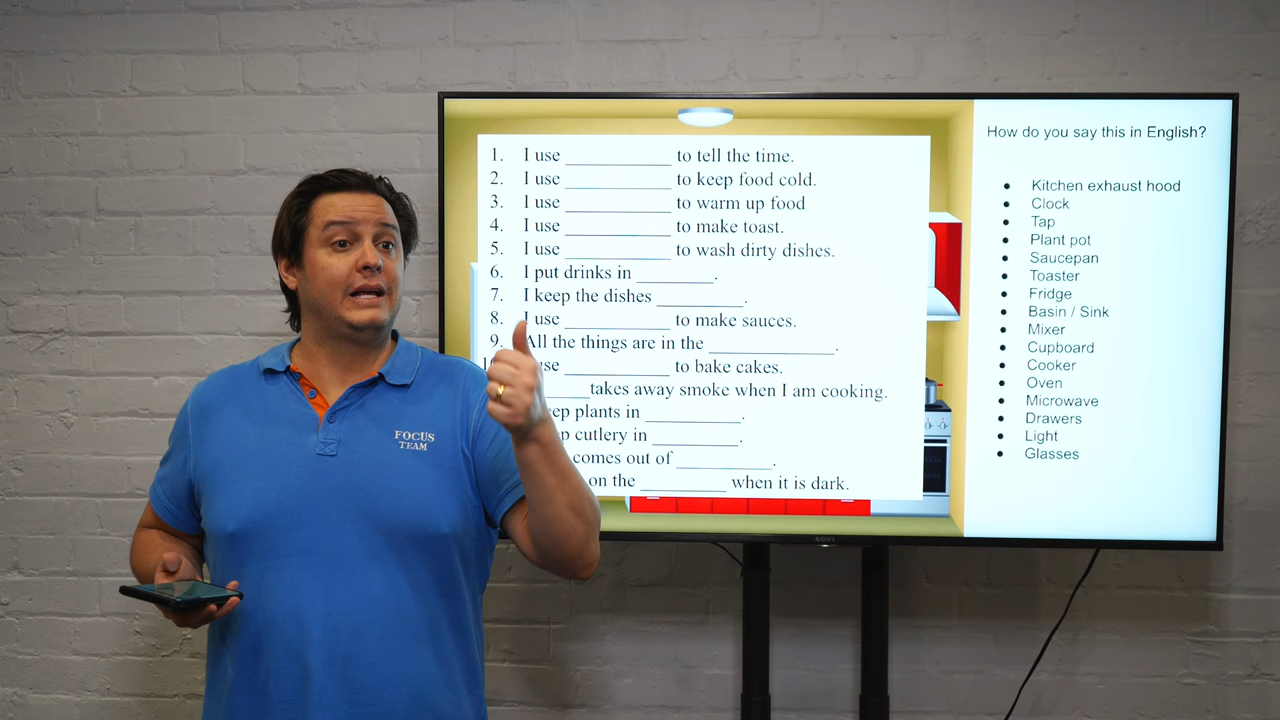 1. I use ____________ to tell the time.
2. I use ____________ to keep food cold.
3. I use ____________ to warm up food
4. I use ____________ to make toast.
5. I use ____________ to wash dirty dishes.
6. I put drinks in _________.
7. I keep the dishes __________.
8. I use ____________ to make sauces.
9. All the things are in the ______________.
use ____________ to bake cakes.
_____takes away smoke when I am cooking.
plants in ___________.
cutlery in _________.
comes out of ___________.
on the __________ when it is dark.
How do you say this in English?
● Kitchen exhaust hood
● Clock
● Tap
● Plant pot
● Saucepan
● Toaster
● Fridge
● Basin / Sink
● Mixer
● Cupboard
● Cooker
● Oven
● Microwave
● Drawers
● Light
● Glasses
FOCUS
TEAM
SONY